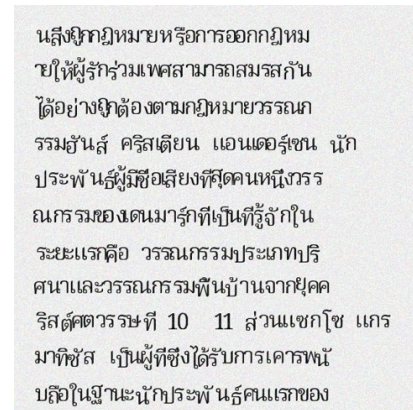 นสิ่งถูกกฎหมายหรือการออกกฎหม
ายให้ผู้รักร่วมเพศสามารถสมรสกัน
ได้อย่างถูกต้องตามกฎหมายวรรณก
รรมฮันส์ คริสเตียน แอนเดอร์เซน นัก
ประพันธ์ผู้มีชื่อเสียงที่สุดคนหนึ่งวรร
ณกรรมของเดนมาร์กที่เป็นที่รู้จักใน
ระยะแรกคือ วรรณกรรมประเภทปริ
ศนาและวรรณกรรมพื้นบ้านจากยุคค
ริสต์ศตวรรษที่ 10 11 ส่วนแซกโซ แกร
มาทิซัส เป็นผู้ที่ซึ่งได้รับการเคารพนั
บถือในฐานะนักประพันธ์คนแรกของ